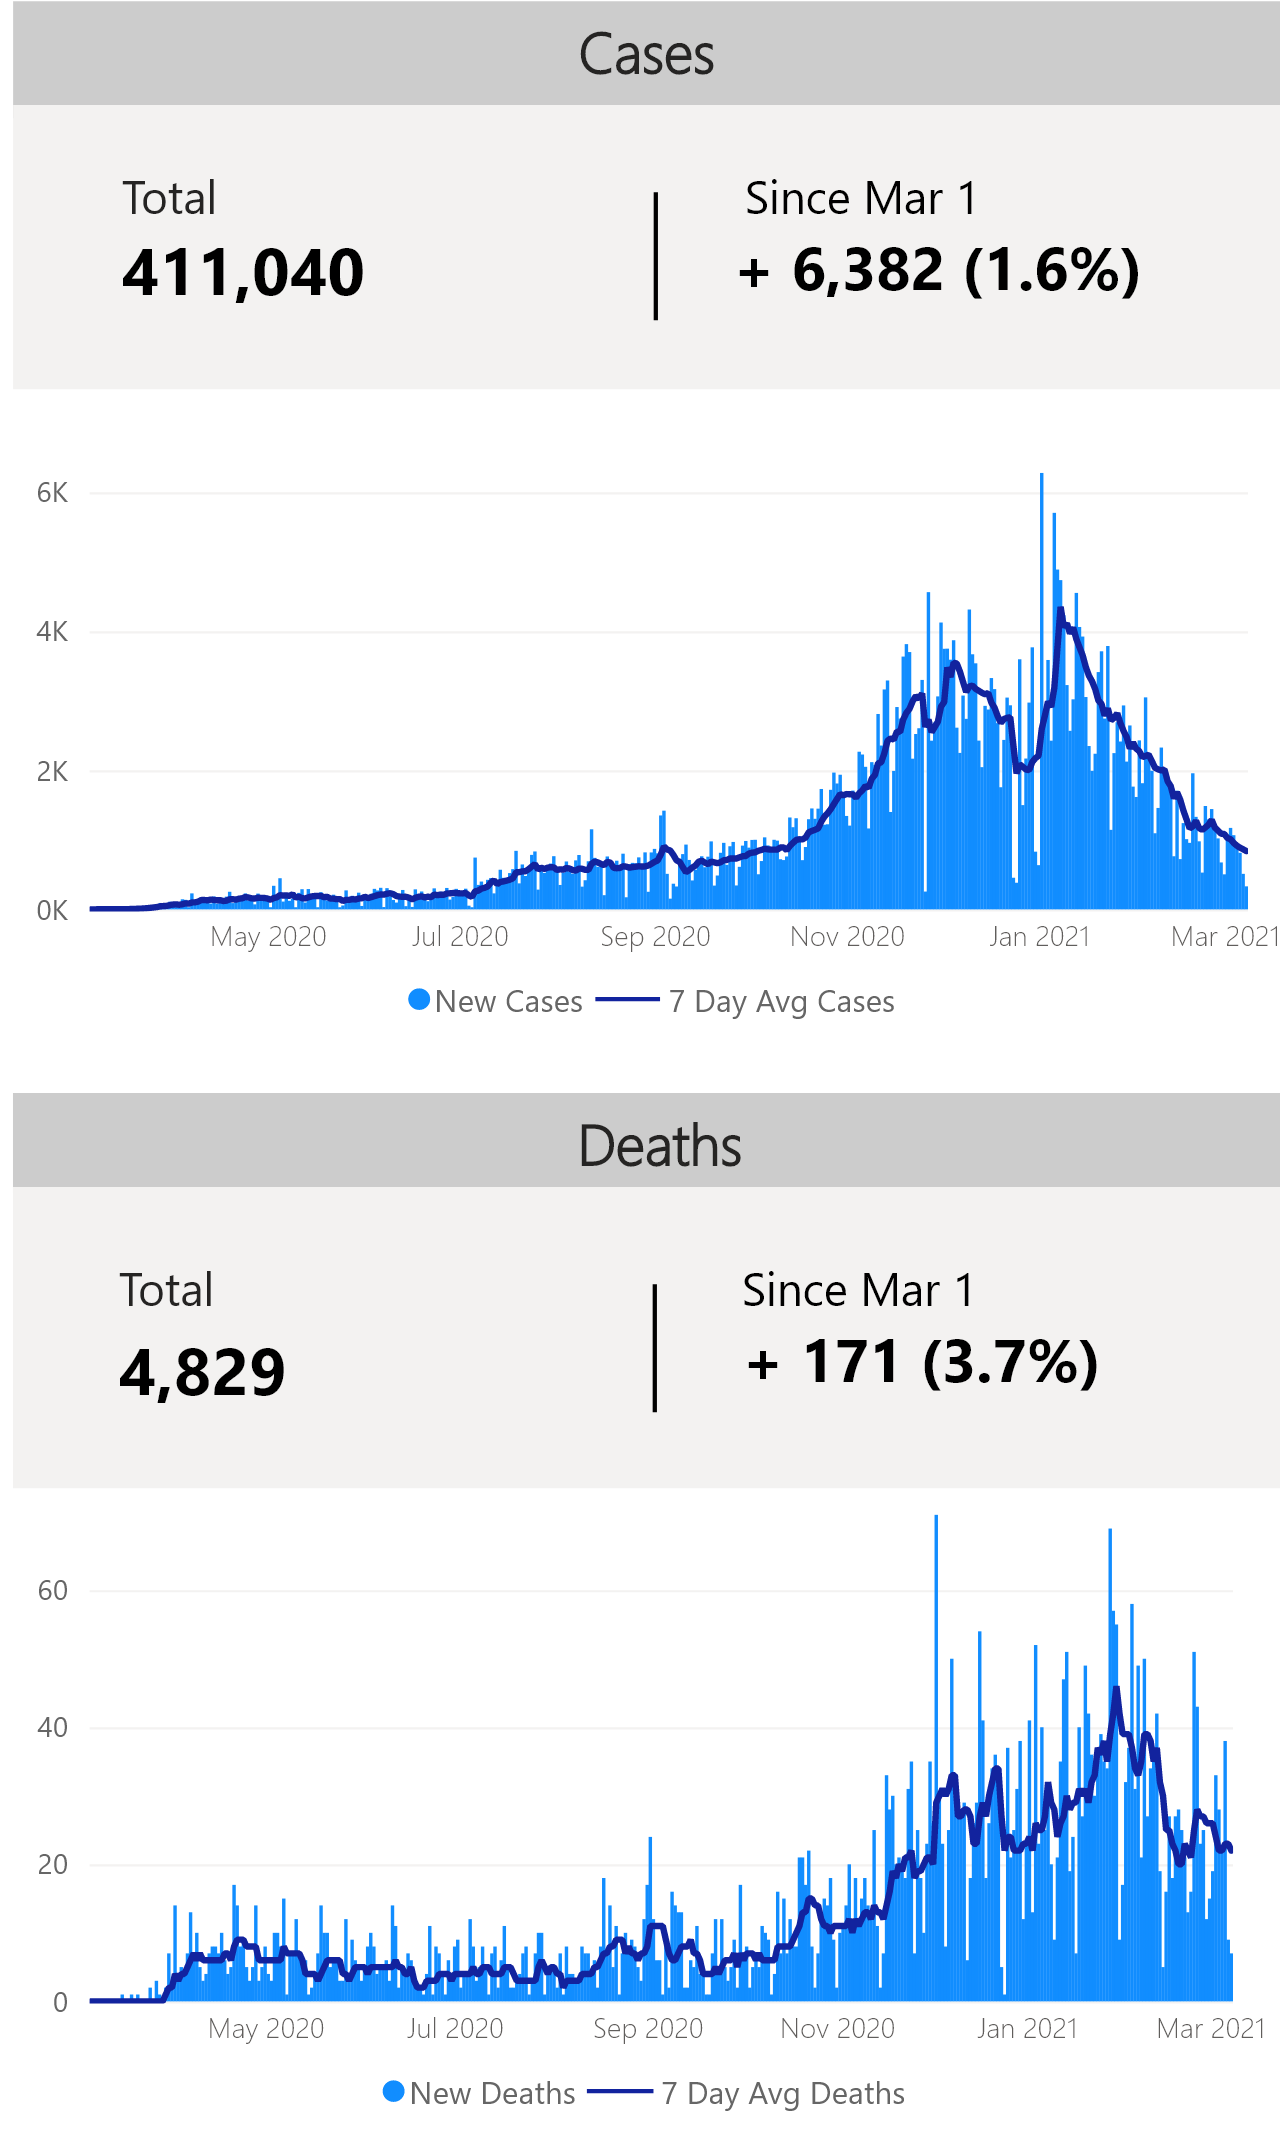 Cases
Total
Since Mar 1
411,040
+ 6,382 (1.6%)
6K
4K
2K
0K
May 2020 Jul 2020 Sep 2020 Nov 2020 Jan 2021 Mar 2021
New Cases 7 Day Avg Cases
Deaths
Total
Since Mar 1
4,829
+ 171 (3.7%)
60
40
20
0
May 2020 Jul 2020 Sep 2020 Nov 2020 Jan 2021 Mar 2021
New Deaths 7 Day Avg Deaths